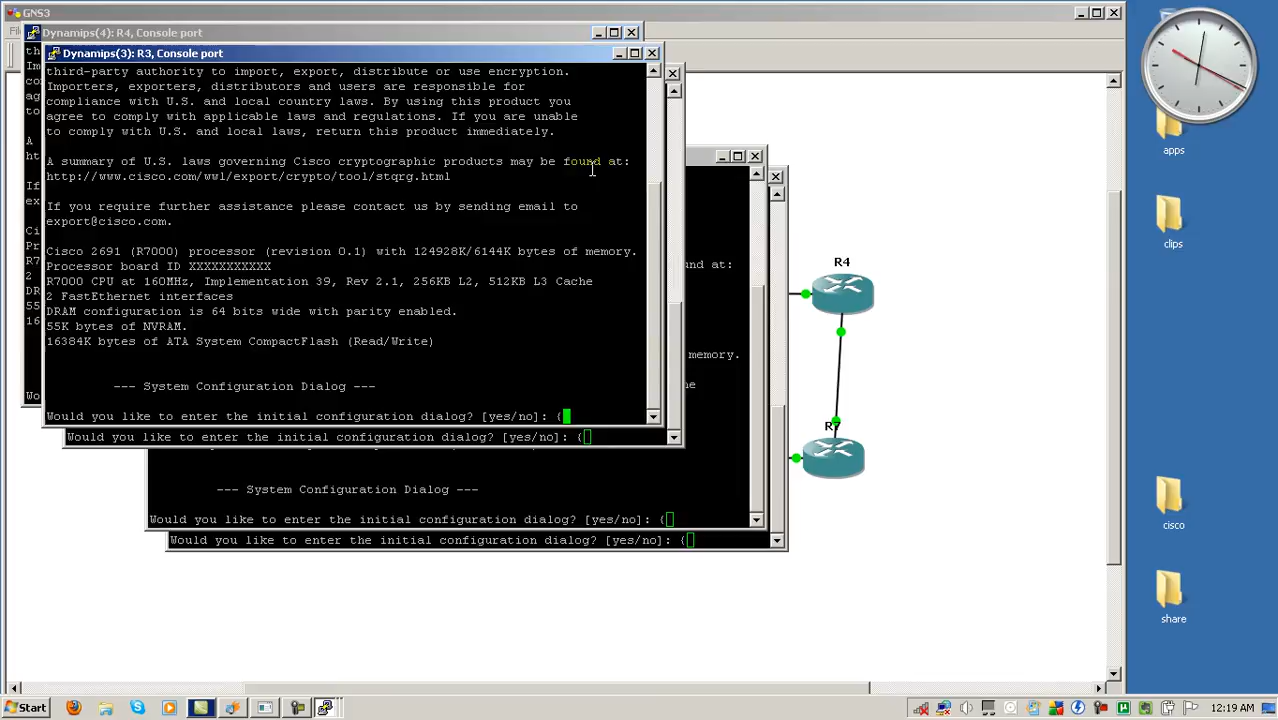 GNS3
Dynamips(4): R4, Console port
Dynamips(3): R3, Console port
third-party authority to import, export, distribute or use encryption.
Importers, exporters, distributors and users are responsible for
compliance with U.S. and local country laws. By using this product you
agree to comply with applicable laws and regulations. If you are unable
to comply with U.S. and local laws, return this product immediately.
A summary of U.S. laws governing Cisco cryptographic products may be found at:
http://www.cisco.com/wwl/export/crypto/tool/stqrg.html
If you require further assistance please contact us by sending email to
export@cisco.com.
Cisco 2691 (R7000) processor (revision 0.1) with 124928K/6144K bytes of memory.
Processor board ID XXXXXXXXXXX
R7000 CPU at 160MHz, Implementation 39, Rev 2.1, 256KB L2, 512KB L3 Cache
2 FastEthernet interfaces
DRAM configuration is 64 bits wide with parity enabled.
55K bytes of NVRAM.
16384K bytes of ATA System CompactFlash (Read/Write)
--- System Configuration Dialog ---
Would you like to enter the initial configuration dialog? [yes/no]: {
Would you like to enter the initial configuration dialog? [yes/no]: {
--- System Configuration Dialog ---
Would you like to enter the initial configuration dialog? [yes/no]: {
Would you like to enter the initial configuration dialog? [yes/no]: {
und at:
memory.
he
R4
R7
apps
clips
cisco
share
Start
12:19 AM